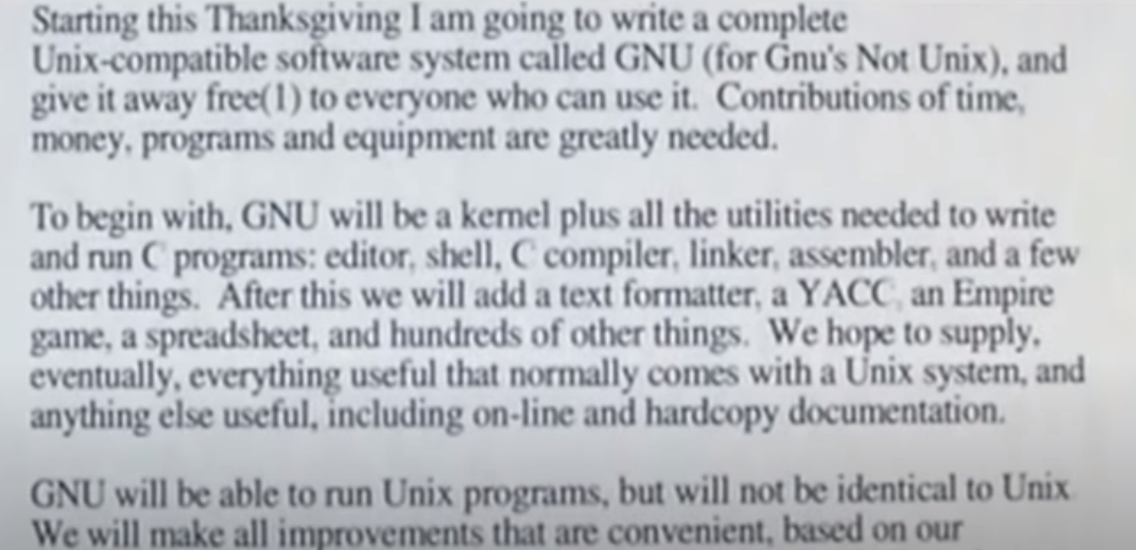 Starting this Thanksgiving I am going to write a complete
Unix-compatible software system called GNU (for Gnu's Not Unix), and
give it away free(1) to everyone who can use it. Contributions of time,
money, programs and equipment are greatly needed.
To begin with, GNU will be a kernel plus all the utilities needed to write
and run C programs: editor, shell, C compiler, linker, assembler, and a few
other things. After this we will add a text formatter, a YACC, an Empire
game, a spreadsheet, and hundreds of other things. We hope to supply,
eventually, everything useful that normally comes with a Unix system, and
anything else useful, including on-line and hardcopy documentation.
GNU will be able to run Unix programs, but will not be identical to Unix.
We will make all improvements that are convenient, based on our